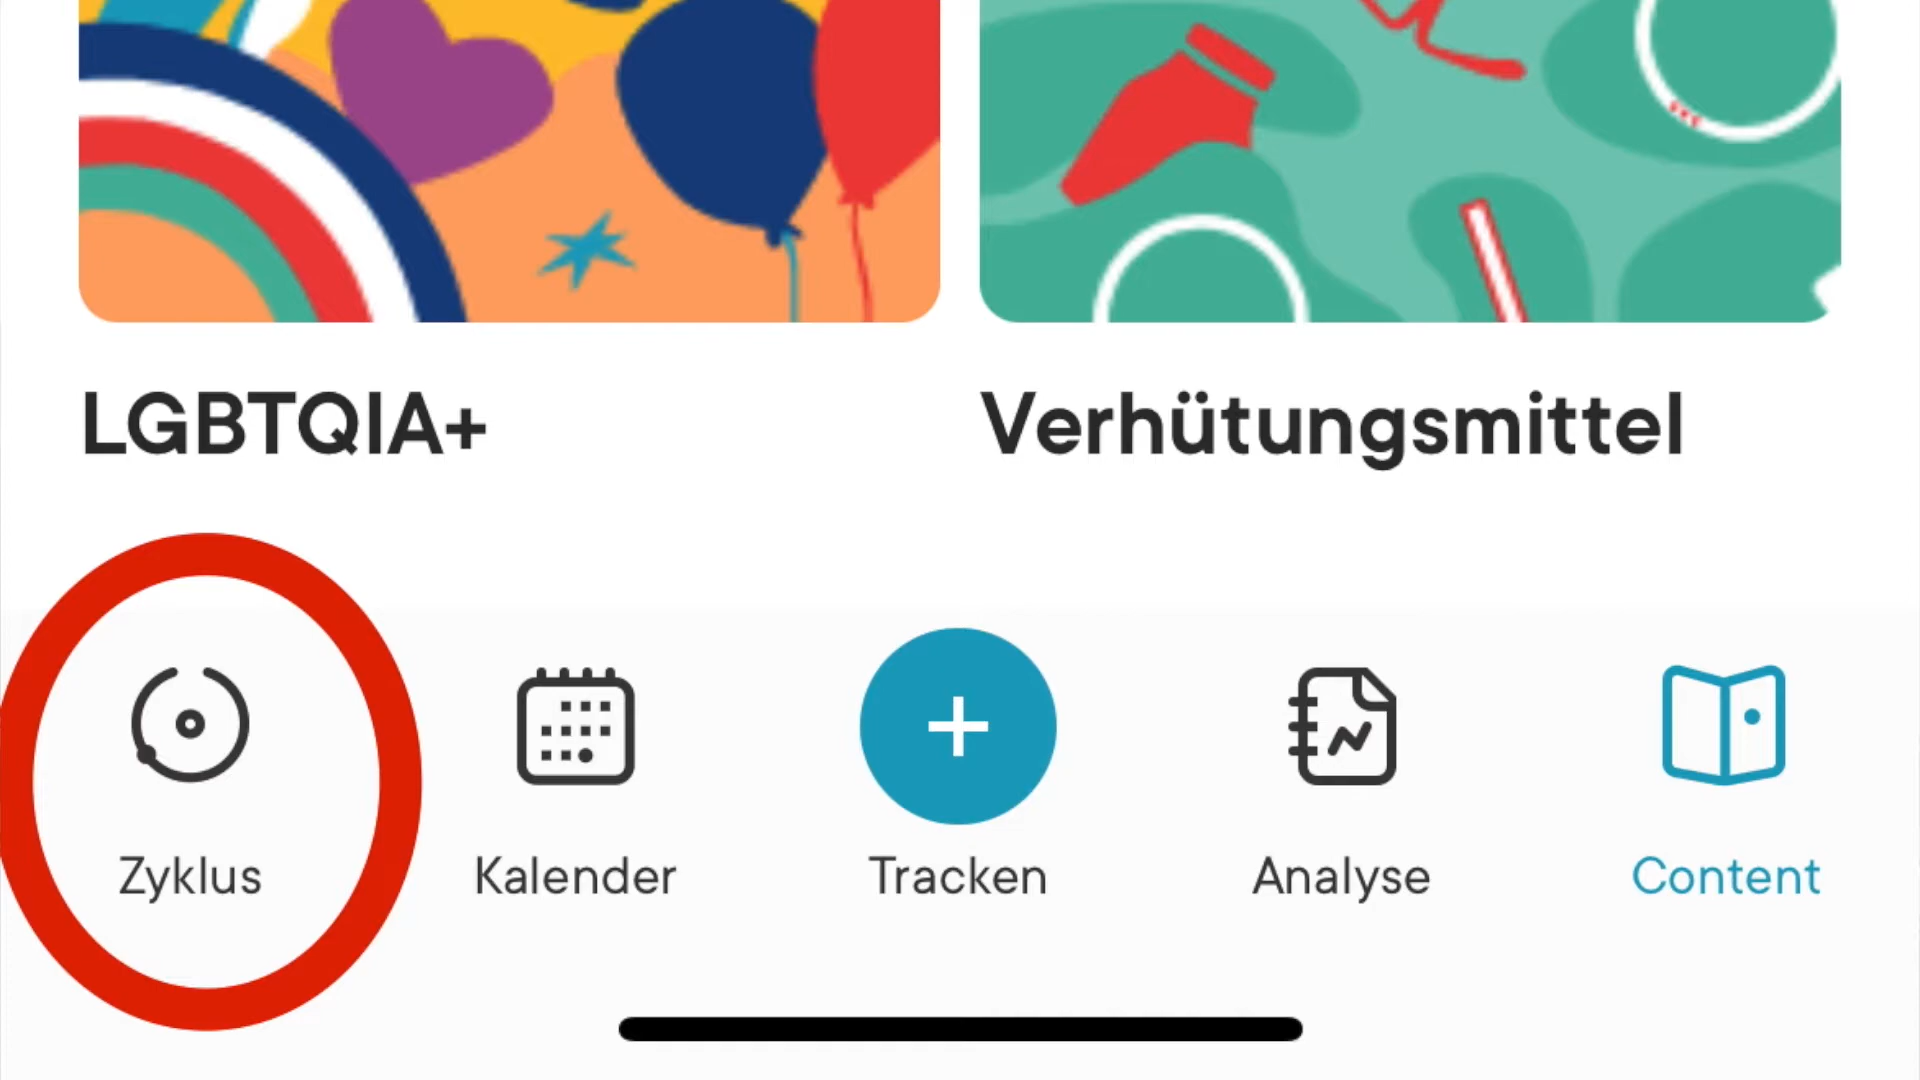 LGBTQIA+ Verhütungsmittel
Zyklus Kalender Tracken Analyse Content